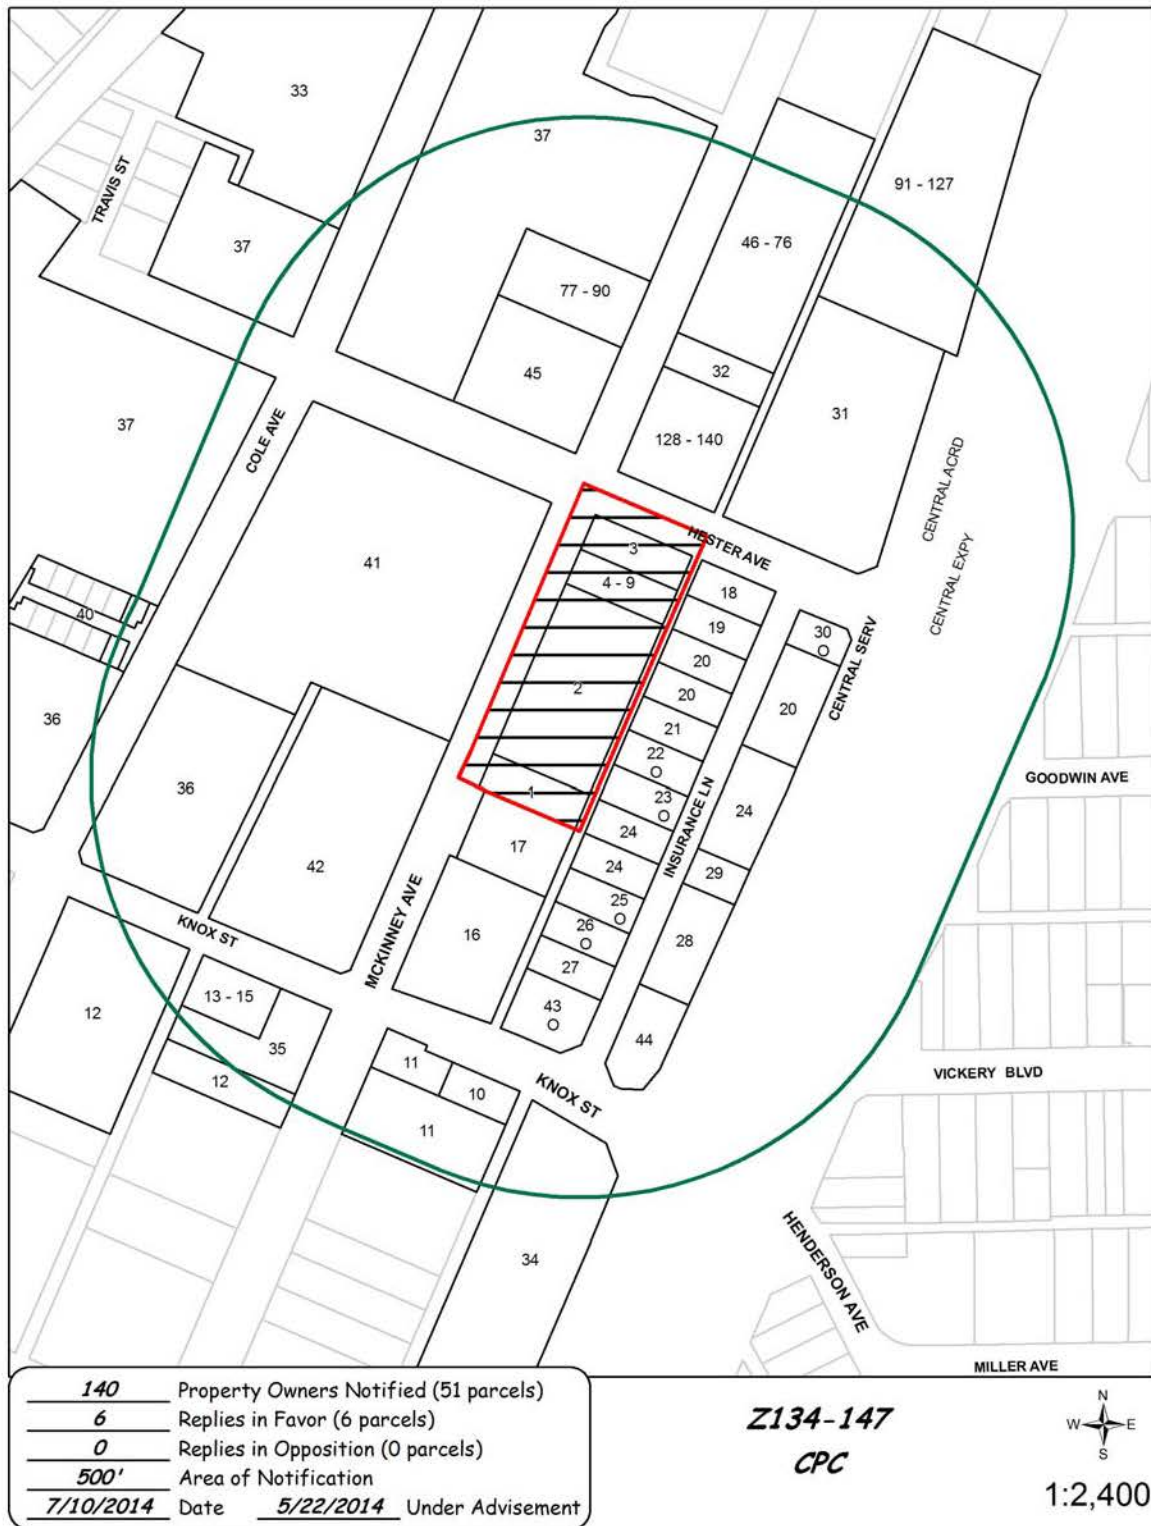 33
37
91 - 127
TRAVIS ST
46 - 76
37
77 - 90
32
45
31
37
128 - 140
COLE AVE
CENTRAL ACRD
CENTRAL EXPY
HESTER AVE
3
41
4 - 9
18
40
19
30
20
CENTRAL SERV
2
20
20
36
21
22
GOODWIN AVE
36
1
23
24
24
INSURANCE LN
17
42
24
29
MCKINNEY AVE
25
KNOX ST
26
16
28
27
13 - 15
43
12
35
44
11
VICKERY BLVD
12
10
KNOX ST
11
HENDERSON AVE
34
MILLER AVE
140 Property Owners Notified (51 parcels)
6 Replies in Favor (6 parcels)
0 Replies in Opposition (0 parcels)
500' Area of Notification
7/10/2014 Date 5/22/2014 Under Advisement
Z134-147
CPC
N
W E
S
1:2,400